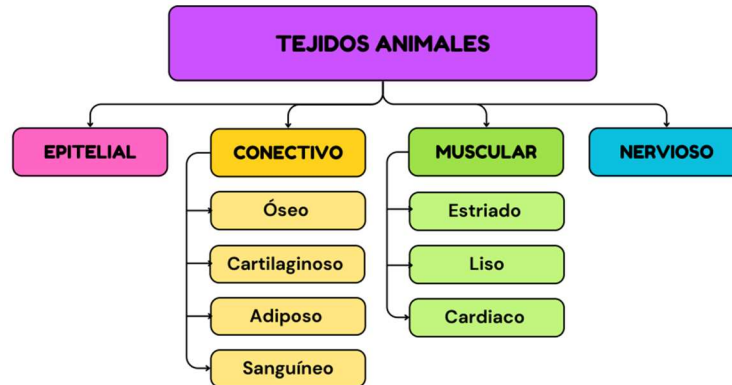 TEJIDOS ANIMALES
EPITELIAL
CONECTIVO
MUSCULAR
NERVIOSO
Óseo
Cartilaginoso
Adiposo
Sanguíneo
Estriado
Liso
Cardiaco